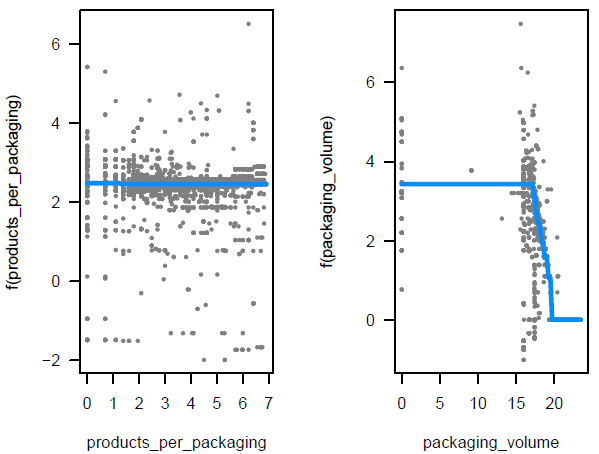 f(products_per_packaging)
6
4
2
0
−2
0 1 2 3 4 5 6 7
products_per_packaging
f(packaging_volume)
6
4
2
0
0 5 10 15 20
packaging_volume